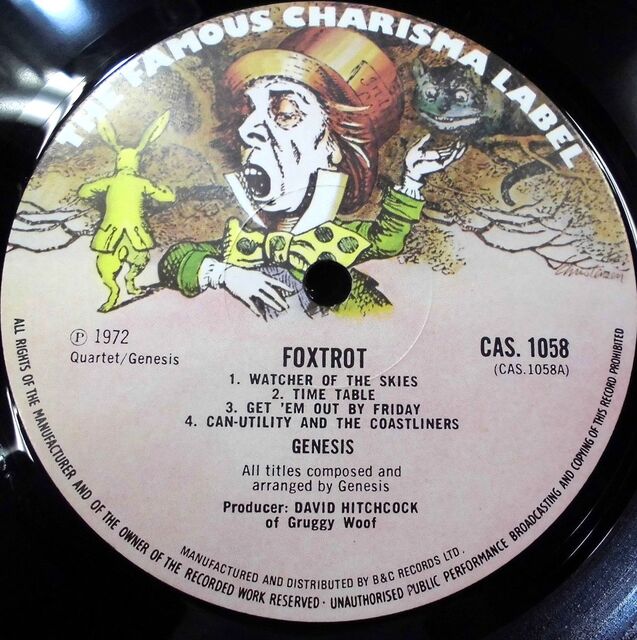 THE FAMOUS CHARISMA LABEL
℗ 1972
Quartet/Genesis
CAS. 1058
(CAS.1058A)
FOXTROT
1. WATCHER OF THE SKIES
2. TIME TABLE
3. GET 'EM OUT BY FRIDAY
4. CAN-UTILITY AND THE COASTLINERS
GENESIS
All titles composed and
arranged by Genesis
Producer: DAVID HITCHCOCK
of Gruggy Woof
MANUFACTURED AND DISTRIBUTED BY B&C RECORDS LTD.
ALL RIGHTS OF THE MANUFACTURER AND OF THE OWNER OF THE RECORDED WORK RESERVED · UNAUTHORISED PUBLIC PERFORMANCE BROADCASTING AND COPYING OF THIS RECORD PROHIBITED